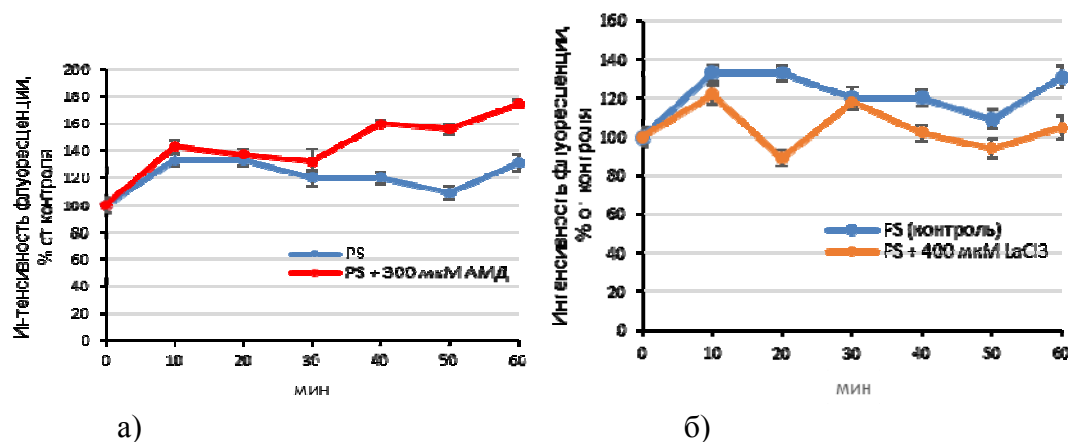 200
180
160
140
120
100
80
60
40
20
0
0 10 20 30 40 50 60
мин
Интенсивность флуоресценции,
% от контроля
PS
PS + 300 мкМ АМД
а)
160
140
120
100
80
60
40
20
0
0 10 20 30 40 50 60
мин
Интенсивность флуоресценции,
% от контроля
PS (контроль)
PS + 400 мкМ LaCl3
б)